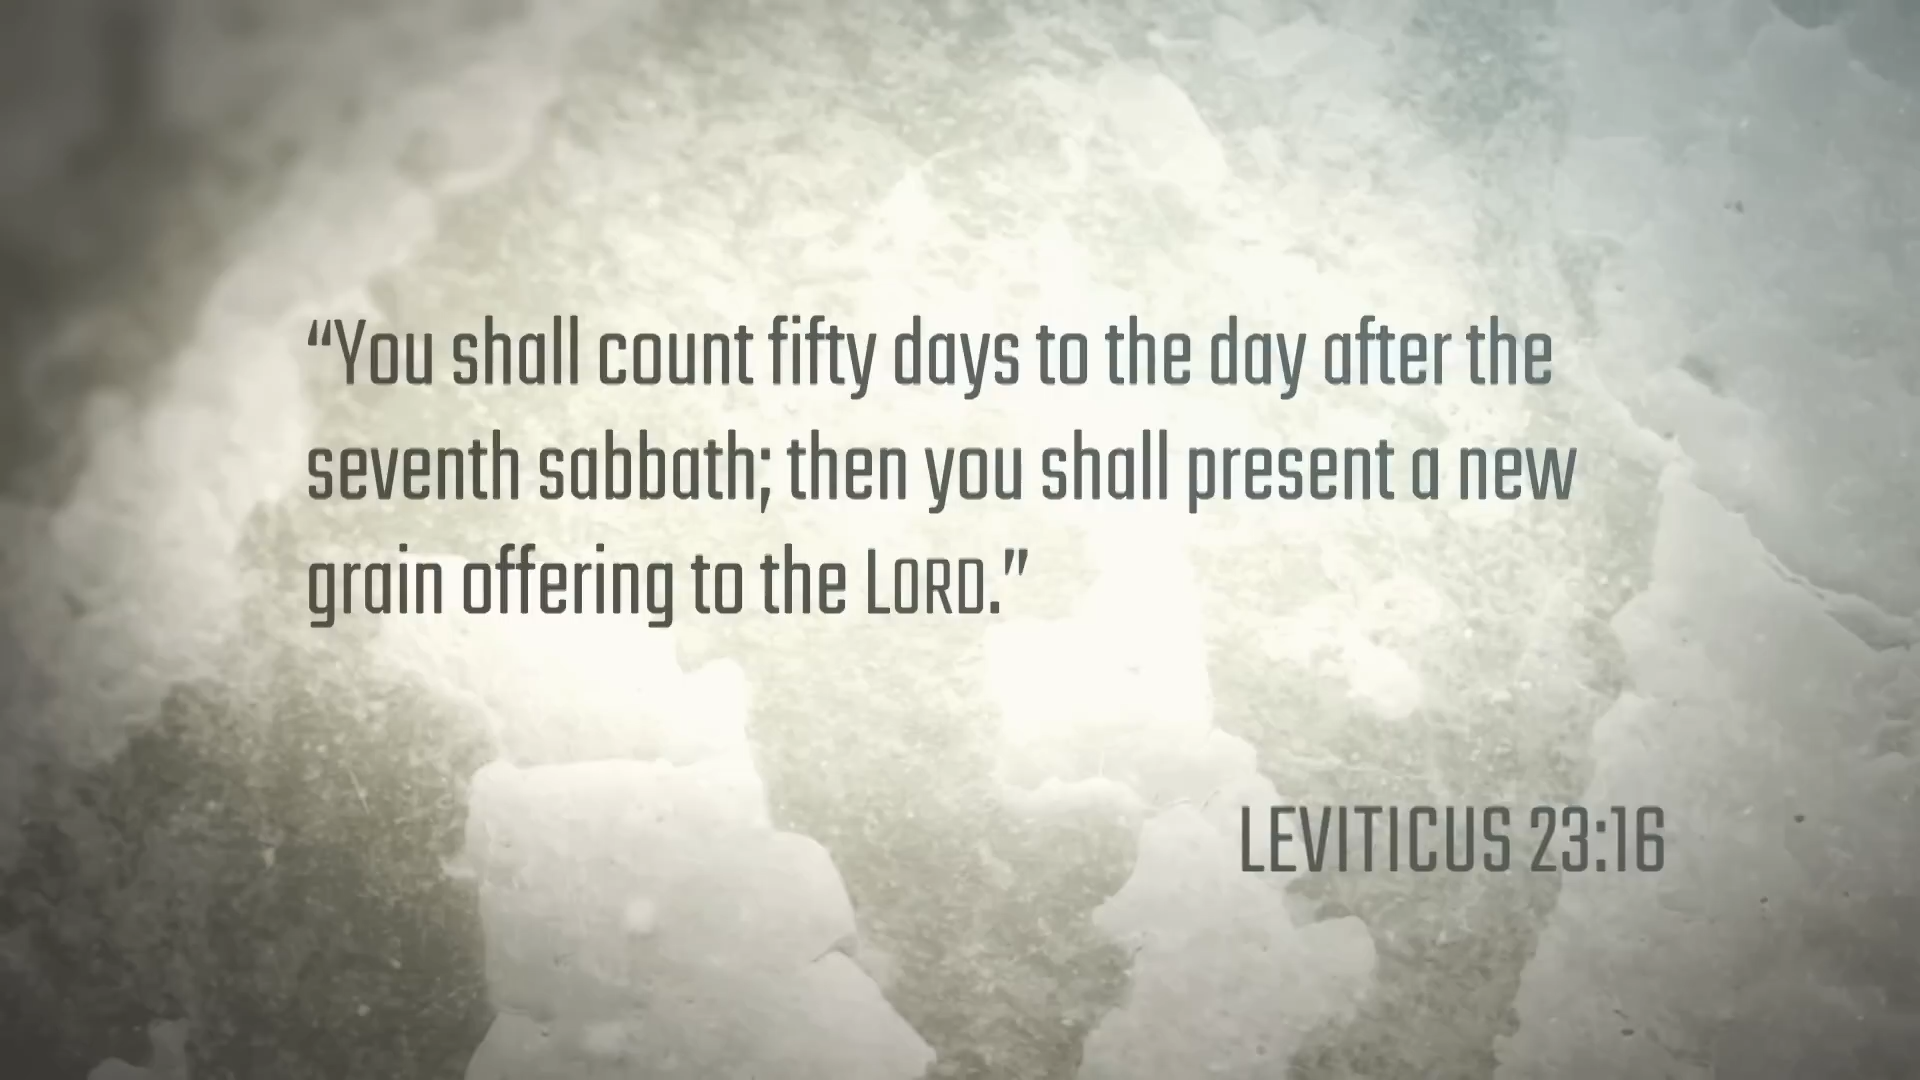 “You shall count fifty days to the day after the
seventh sabbath; then you shall present a new
grain offering to the LORD.”
LEVITICUS 23:16